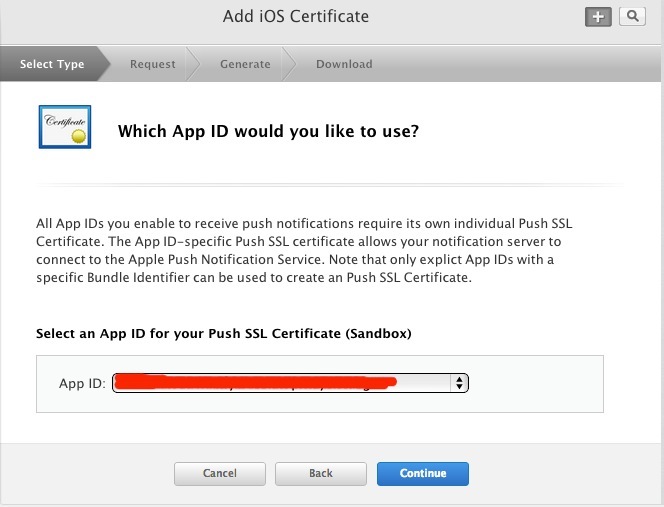 Add iOS Certificate
Select Type
Request
Generate
Download
Certificate
Which App ID would you like to use?
All App IDs you enable to receive push notifications require its own individual Push SSL
Certificate. The App ID-specific Push SSL certificate allows your notification server to
connect to the Apple Push Notification Service. Note that only explict App IDs with a
specific Bundle Identifier can be used to create an Push SSL Certificate.
Select an App ID for your Push SSL Certificate (Sandbox)
App ID:
Cancel
Back
Continue